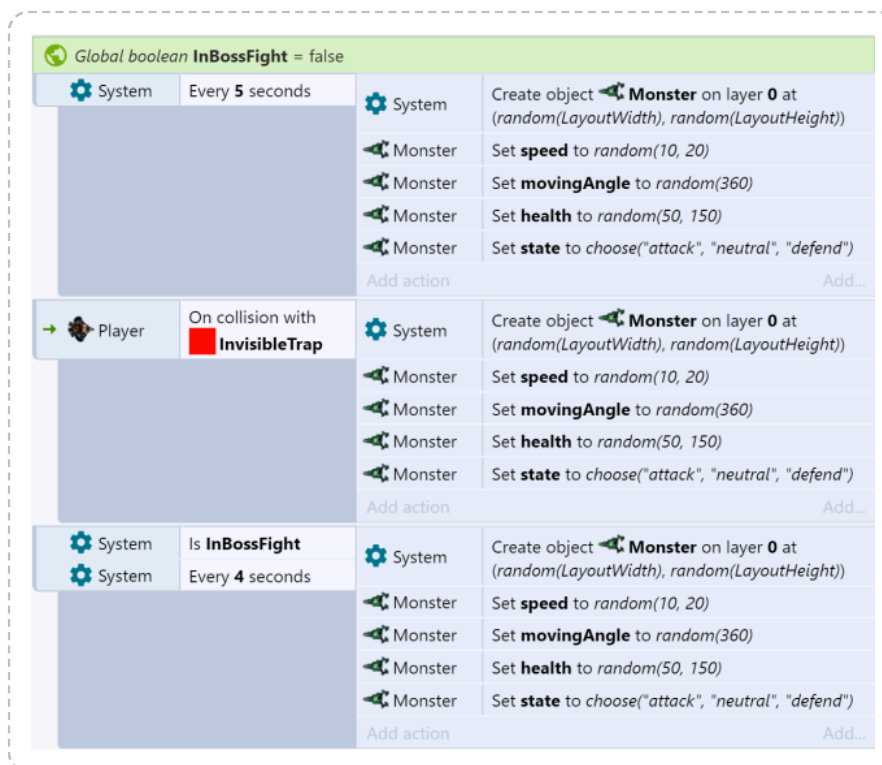 Global boolean InBossFight = false
System Every 5 seconds
System Create object Monster on layer 0 at
(random(LayoutWidth), random(LayoutHeight))
Monster Set speed to random(10, 20)
Monster Set movingAngle to random(360)
Monster Set health to random(50, 150)
Monster Set state to choose("attack", "neutral", "defend")
Add action Add...
Player On collision with
InvisibleTrap
System Create object Monster on layer 0 at
(random(LayoutWidth), random(LayoutHeight))
Monster Set speed to random(10, 20)
Monster Set movingAngle to random(360)
Monster Set health to random(50, 150)
Monster Set state to choose("attack", "neutral", "defend")
Add action Add...
System Is InBossFight
System Every 4 seconds
System Create object Monster on layer 0 at
(random(LayoutWidth), random(LayoutHeight))
Monster Set speed to random(10, 20)
Monster Set movingAngle to random(360)
Monster Set health to random(50, 150)
Monster Set state to choose("attack", "neutral", "defend")
Add action Add...